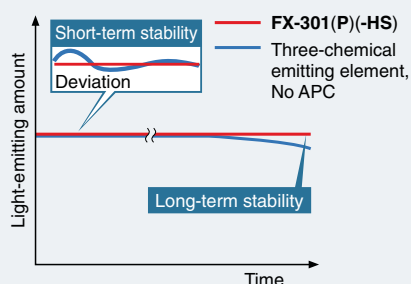 Short-term stability
Deviation
FX-301(P)(-HS)
Three-chemical
emitting element,
No APC
Light-emitting amount
Long-term stability
Time